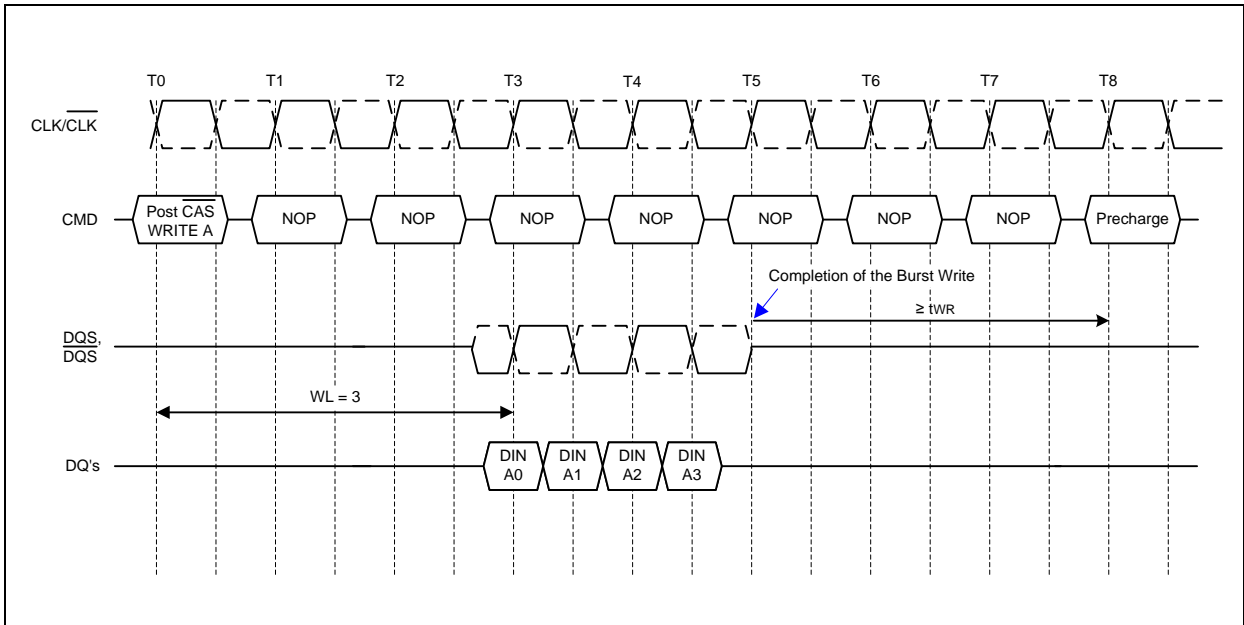 T0 T1 T2 T3 T4 T5 T6 T7 T8
CLK/CLK
CMD
Post CAS
WRITE A
NOP NOP NOP NOP NOP NOP NOP Precharge
Completion of the Burst Write
≥ tWR
DQS,
DQS
WL = 3
DQ's
DIN DIN DIN DIN
A0 A1 A2 A3